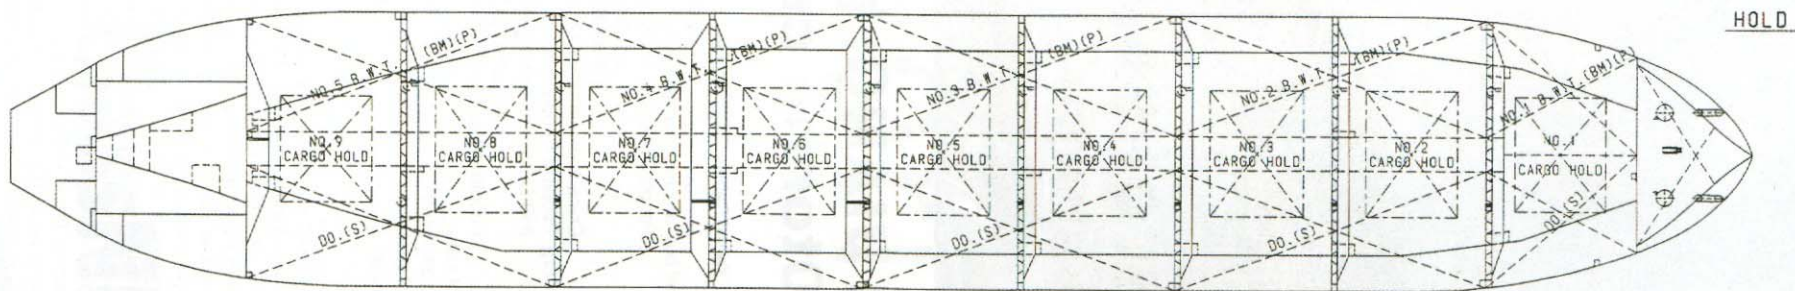 HOLD
NO.5 B.W.T. (BM)(P)
NO.4 B.W.T. (BM)(P)
NO.3 B.W.T. (BM)(P)
NO.2 B.W.T. (BM)(P)
NO.1 B.W.T. (BM)(P)
NO.9
CARGO HOLD
NO.8
CARGO HOLD
NO.7
CARGO HOLD
NO.6
CARGO HOLD
NO.5
CARGO HOLD
NO.4
CARGO HOLD
NO.3
CARGO HOLD
NO.2
CARGO HOLD
NO.1
CARGO HOLD
DO.(S)
DO.(S)
DO.(S)
DO.(S)
DO.(S)